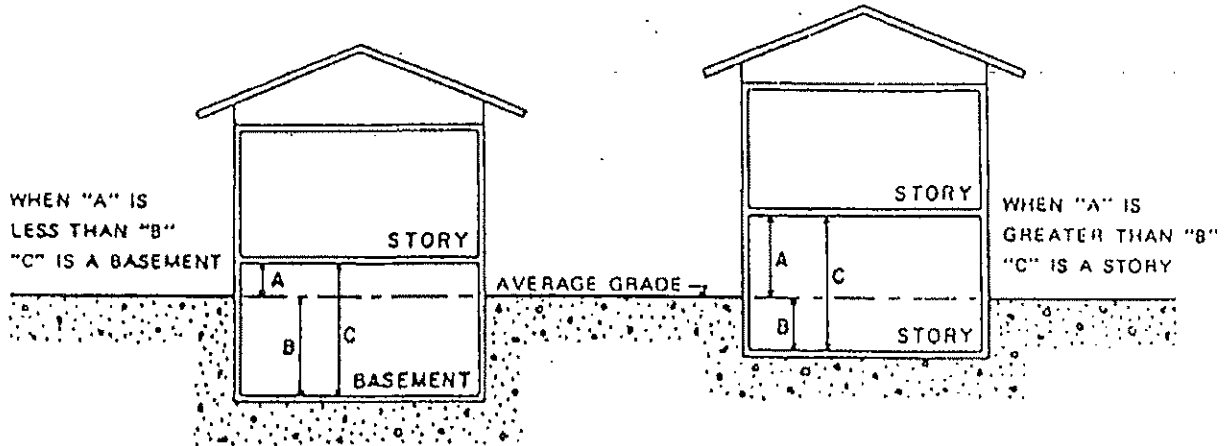 WHEN "A" IS
LESS THAN "B"
"C" IS A BASEMENT
STORY
A
B
C
BASEMENT
AVERAGE GRADE
STORY
A
B
C
STORY
WHEN "A" IS
GREATER THAN "B"
"C" IS A STORY